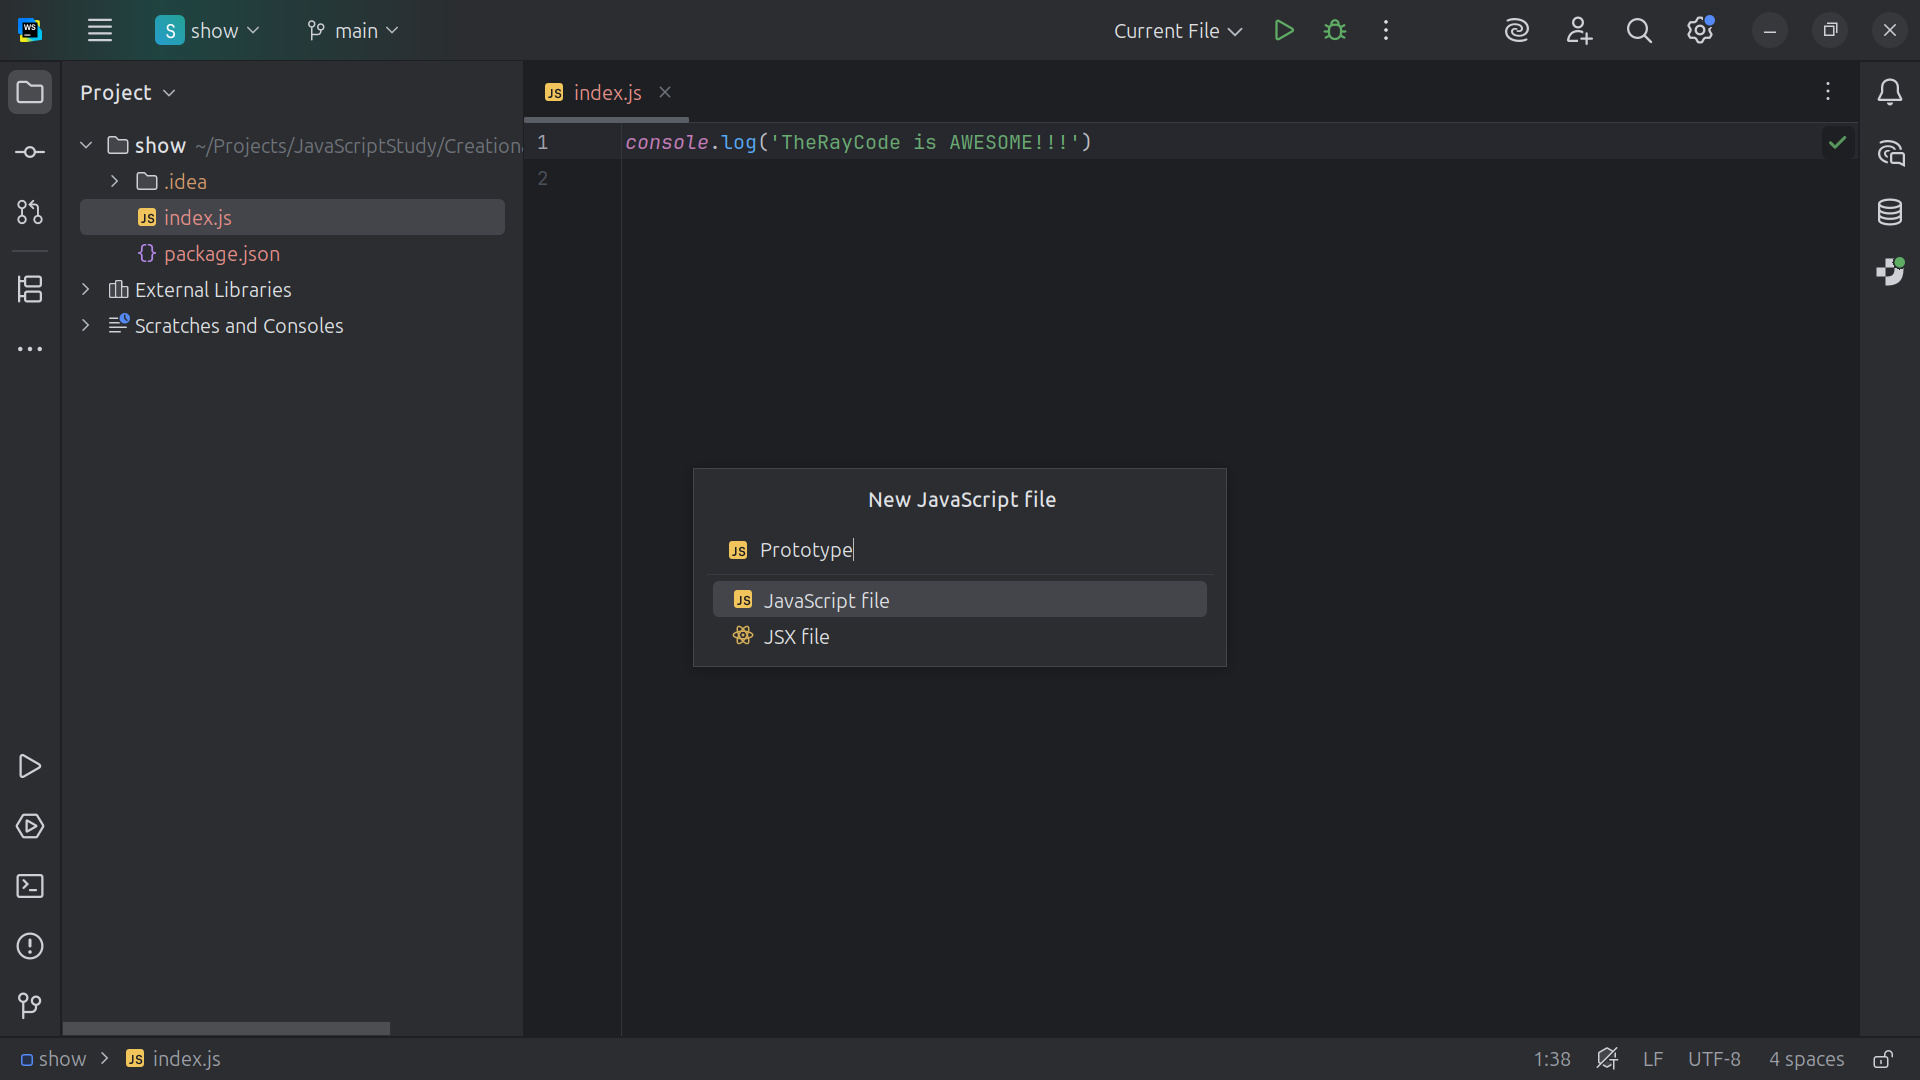 S show
main
Current File
Project
index.js
show ~/Projects/JavaScriptStudy/Creationa
.idea
index.js
package.json
External Libraries
Scratches and Consoles
1 console.log('TheRayCode is AWESOME!!!')
2
New JavaScript file
Prototype
JavaScript file
JSX file
show > index.js
1:38 LF UTF-8 4 spaces